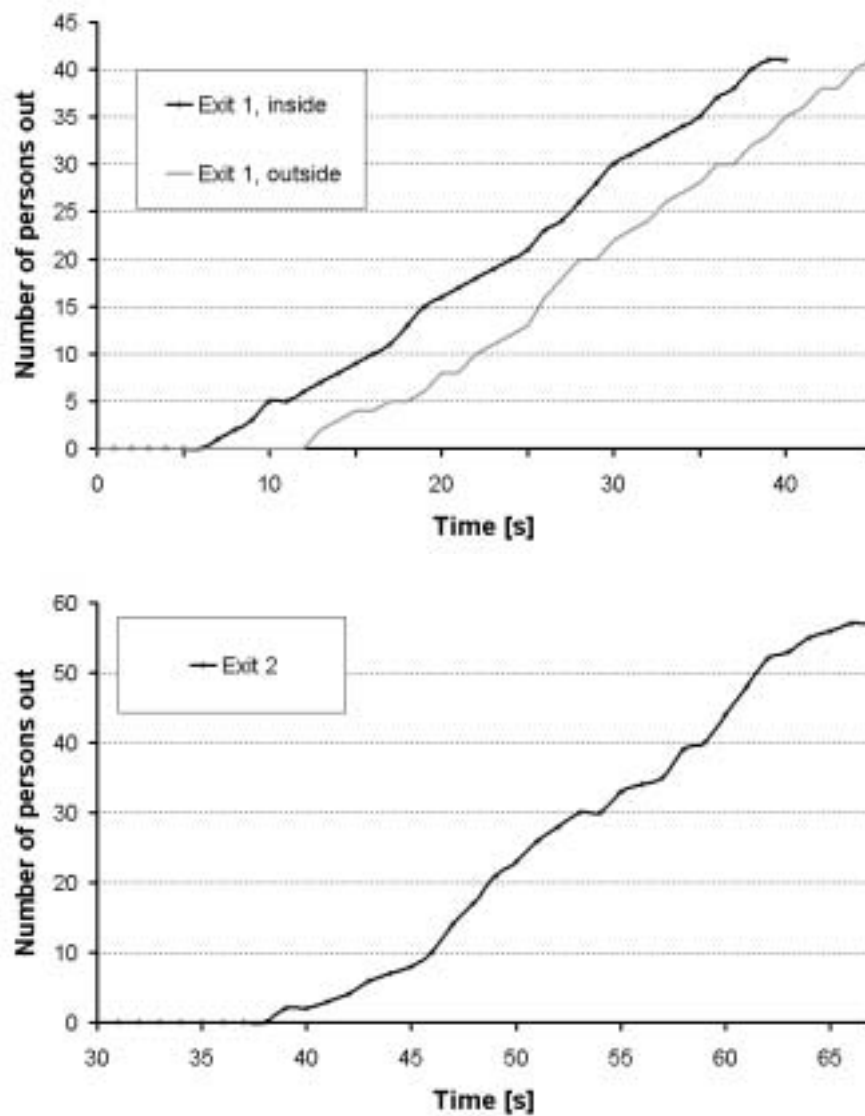 45
40
35
30
25
20
15
10
5
0
Number of persons out
Exit 1, inside
Exit 1, outside
0 10 20 30 40
Time [s]
60
50
40
30
20
10
0
Number of persons out
Exit 2
30 35 40 45 50 55 60 65
Time [s]